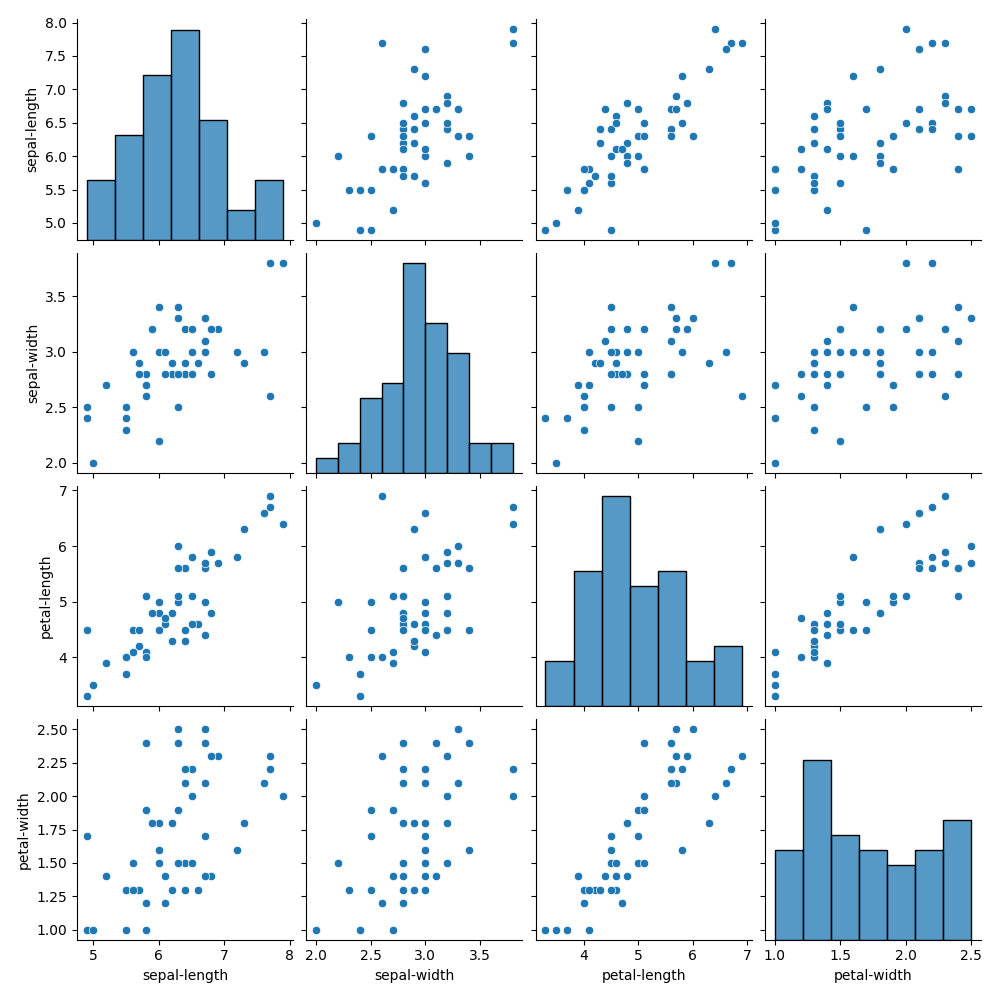 sepal-length
8.0
7.5
7.0
6.5
6.0
5.5
5.0
sepal-width
3.5
3.0
2.5
2.0
petal-length
7
6
5
4
petal-width
2.50
2.25
2.00
1.75
1.50
1.25
1.00
5 6 7 8
sepal-length
2.0 2.5 3.0 3.5
sepal-width
4 5 6 7
petal-length
1.0 1.5 2.0 2.5
petal-width